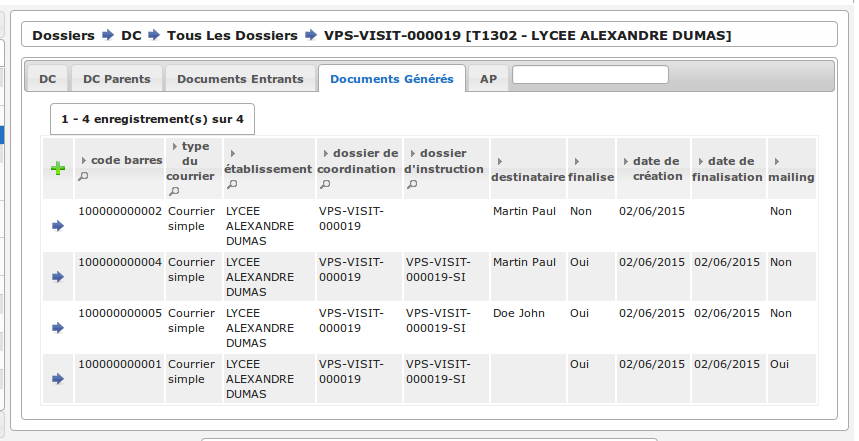 Dossiers DC Tous Les Dossiers VPS-VISIT-000019 [T1302 - LYCEE ALEXANDRE DUMAS]
DC DC Parents Documents Entrants Documents Générés AP
1 - 4 enregistrement(s) sur 4
code barres
type
du
courrier
établissement
dossier de
coordination
dossier
d'instruction
destinataire
finalise
date de
création
date de
finalisation
mailing
100000000002 Courrier LYCEE VPS-VISIT- Martin Paul Non 02/06/2015 Non
simple ALEXANDRE 000019
DUMAS
100000000004 Courrier LYCEE VPS-VISIT- VPS-VISIT- Martin Paul Oui 02/06/2015 02/06/2015 Non
simple ALEXANDRE 000019 000019-SI
DUMAS
100000000005 Courrier LYCEE VPS-VISIT- VPS-VISIT- Doe John Oui 02/06/2015 02/06/2015 Non
simple ALEXANDRE 000019 000019-SI
DUMAS
100000000001 Courrier LYCEE VPS-VISIT- VPS-VISIT- Oui 02/06/2015 02/06/2015 Oui
simple ALEXANDRE 000019 000019-SI
DUMAS